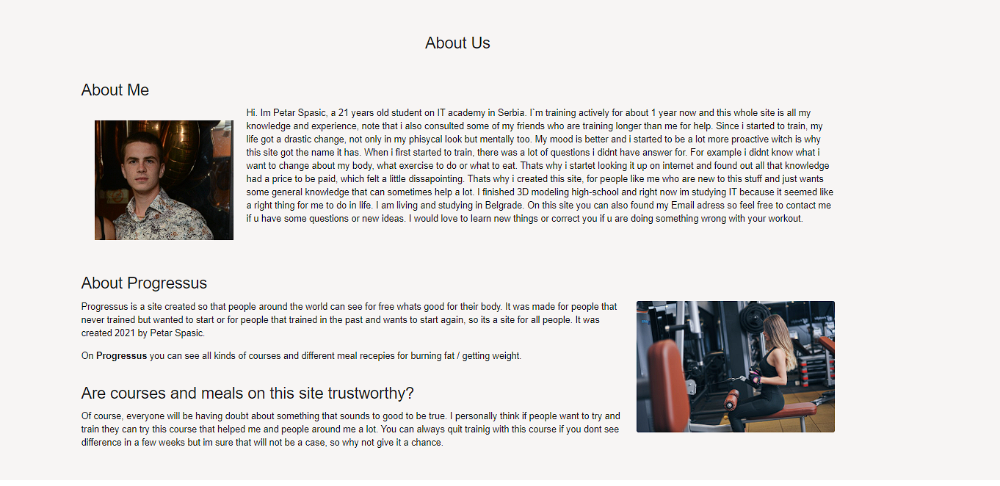 About Us
About Me
Hi. Im Petar Spasic, a 21 years old student on IT academy in Serbia. I`m training actively for about 1 year now and this whole site is all my
knowledge and experience, note that i also consulted some of my friends who are training longer than me for help. Since i started to train, my
life got a drastic change, not only in my phisycal look but mentally too. My mood is better and i started to be a lot more proactive witch is why
this site got the name it has. When i first started to train, there was a lot of questions i didnt have answer for. For example i didnt know what i
want to change about my body, what exercise to do or what to eat. Thats why i startet looking it up on internet and found out all that knowledge
had a price to be paid, which felt a little dissapointing. Thats why i created this site, for people like me who are new to this stuff and just wants
some general knowledge that can sometimes help a lot. I finished 3D modeling high-school and right now im studying IT because it seemed like
a right thing for me to do in life. I am living and studying in Belgrade. On this site you can also found my Email adress so feel free to contact me
if u have some questions or new ideas. I would love to learn new things or correct you if u are doing something wrong with your workout.
About Progressus
Progressus is a site created so that people around the world can see for free whats good for their body. It was made for people that
never trained but wanted to start or for people that trained in the past and wants to start again, so its a site for all people. It was
created 2021 by Petar Spasic.
On Progressus you can see all kinds of courses and different meal recepies for burning fat / getting weight.
Are courses and meals on this site trustworthy?
Of course, everyone will be having doubt about something that sounds to good to be true. I personally think if people want to try and
train they can try this course that helped me and people around me a lot. You can always quit trainig with this course if you dont see
difference in a few weeks but im sure that will not be a case, so why not give it a chance.